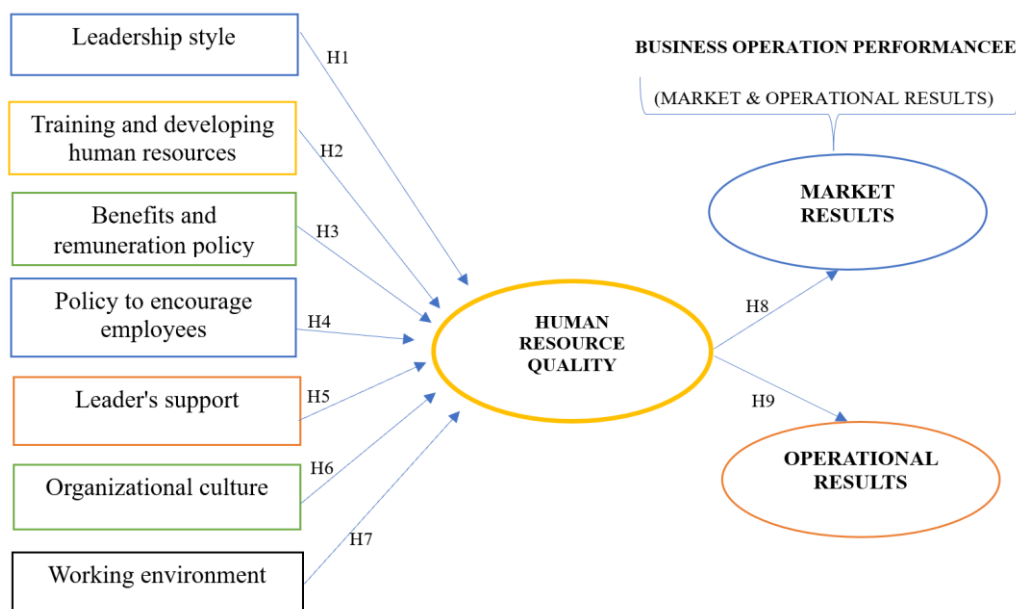 Leadership style
H1
Training and developing
human resources
H2
Benefits and
remuneration policy
H3
Policy to encourage
employees
H4
Leader's support
H5
Organizational culture
H6
Working environment
H7
HUMAN
RESOURCE
QUALITY
BUSINESS OPERATION PERFORMANCEE
(MARKET & OPERATIONAL RESULTS)
MARKET
RESULTS
H8
H9
OPERATIONAL
RESULTS